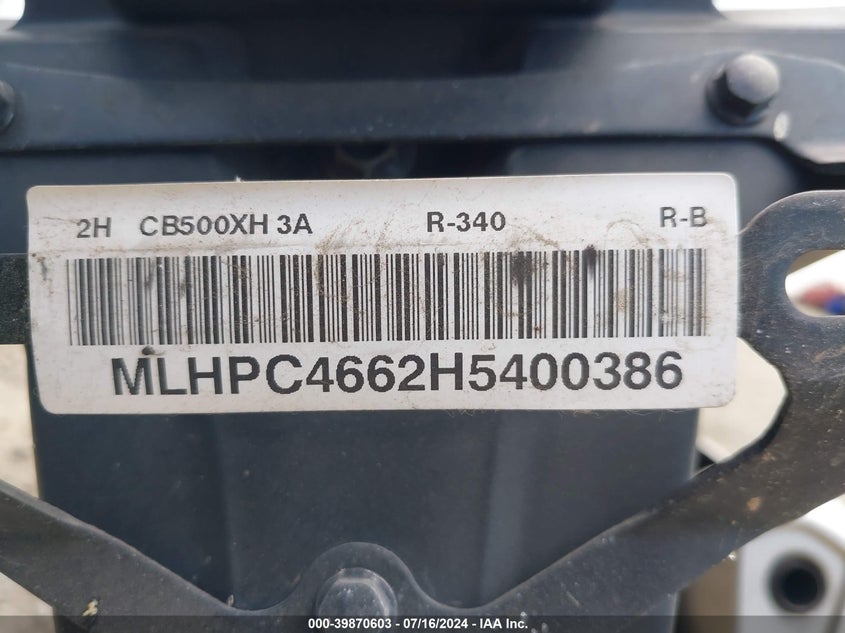 2H CB500XH 3A R-340 R-B
MLHPC4662H5400386
000-39870603 - 07/16/2024 - IAA Inc.